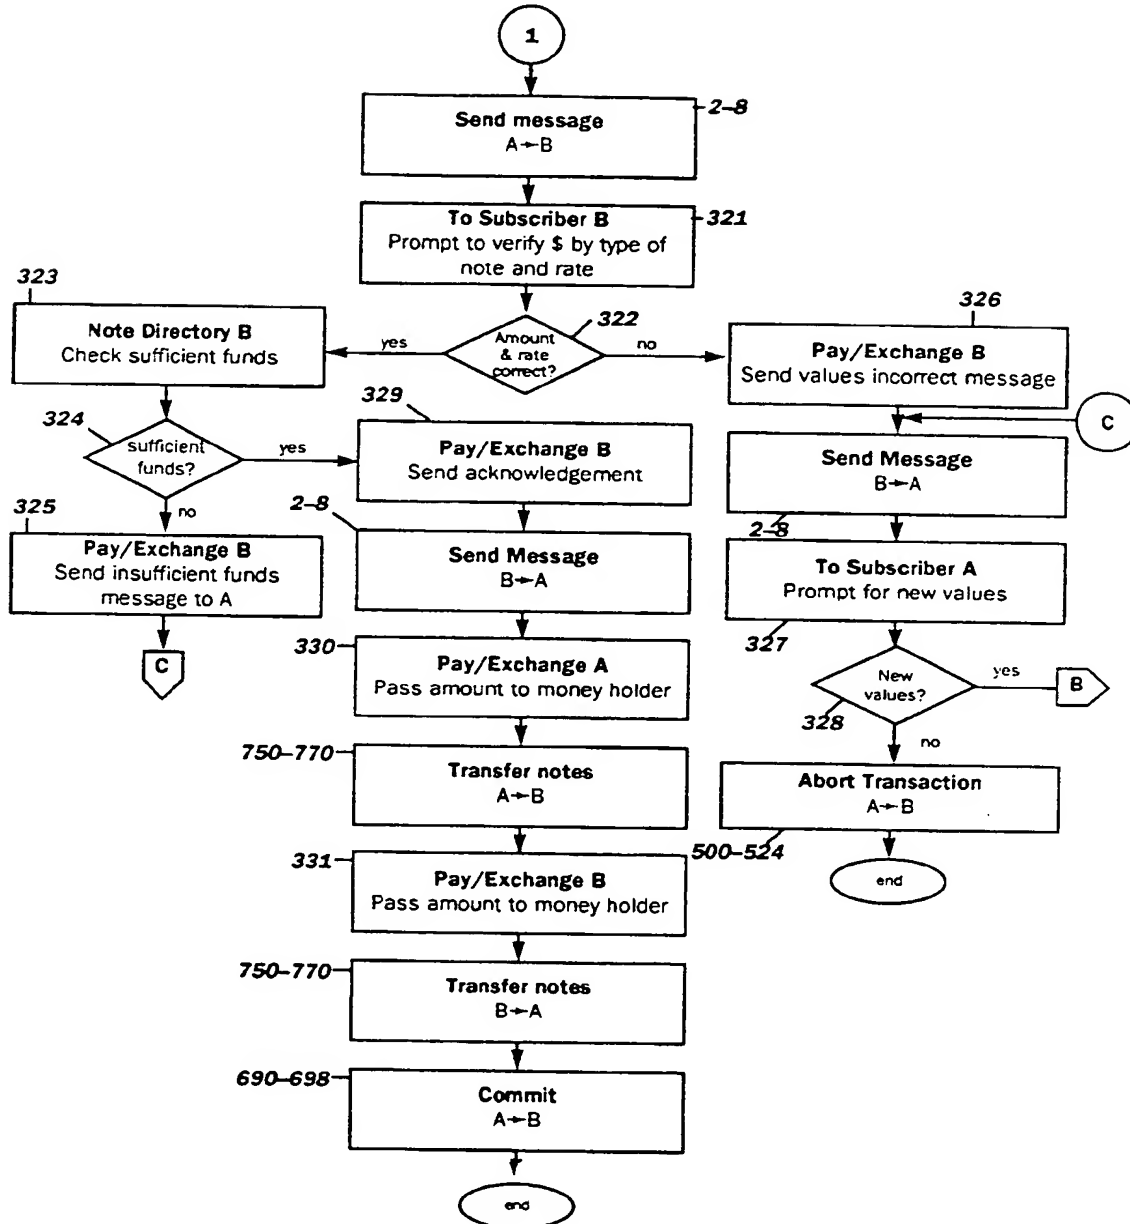 1
Send message
A→B
2–8
To Subscriber B
Prompt to verify $ by type of
note and rate
321
323
Note Directory B
Check sufficient funds
yes
Amount
& rate
correct?
322
no
326
Pay/Exchange B
Send values incorrect message
C
324
sufficient
funds?
yes
no
329
Pay/Exchange B
Send acknowledgement
Send Message
B→A
2–8
325
Pay/Exchange B
Send insufficient funds
message to A
C
2–8
Send Message
B→A
To Subscriber A
Prompt for new values
327
330
Pay/Exchange A
Pass amount to money holder
New
values?
328
yes
B
no
750–770
Transfer notes
A→B
Abort Transaction
A→B
500–524
end
331
Pay/Exchange B
Pass amount to money holder
750–770
Transfer notes
B→A
690–698
Commit
A→B
end